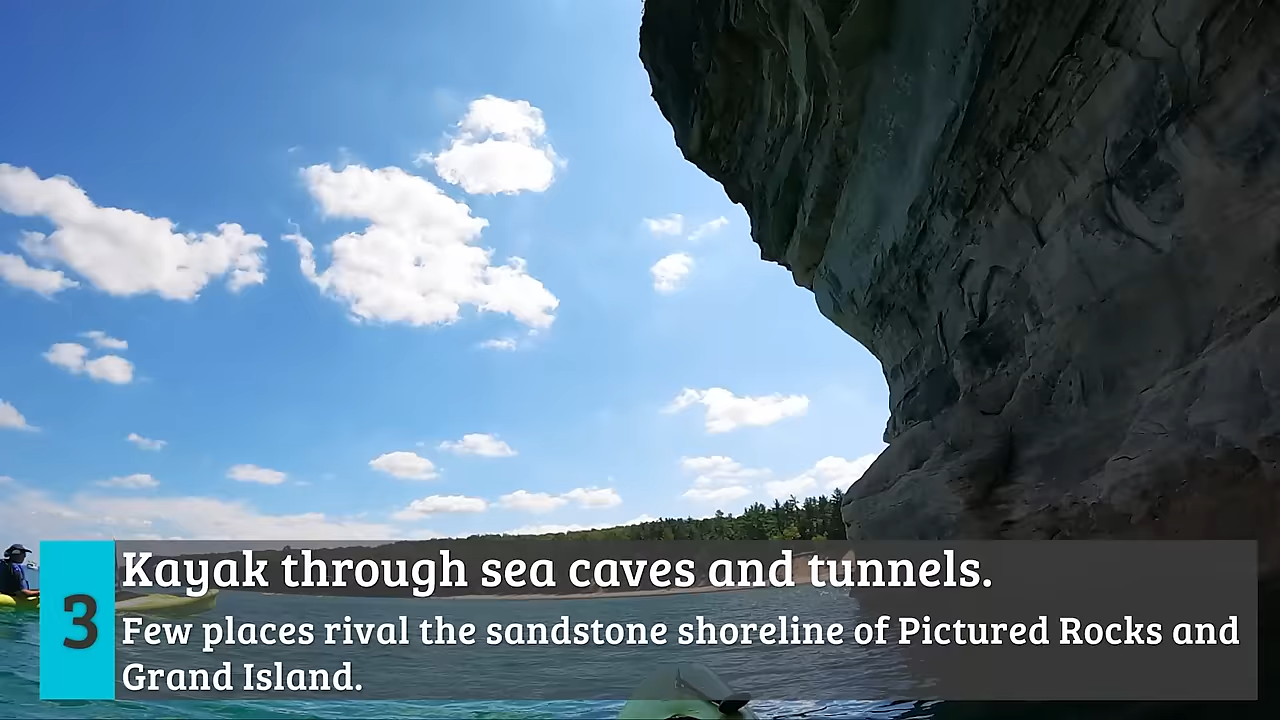 3
Kayak through sea caves and tunnels.
Few places rival the sandstone shoreline of Pictured Rocks and
Grand Island.